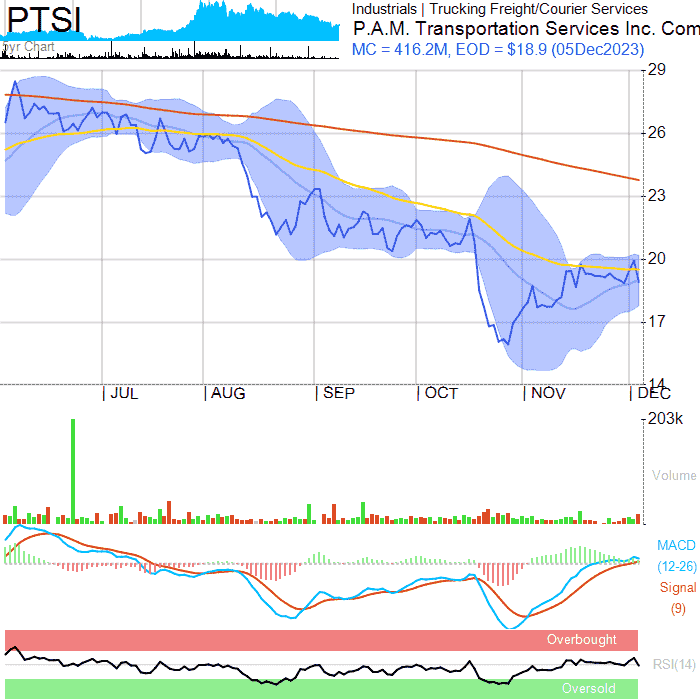 PTSI
Industrials | Trucking Freight/Courier Services
P.A.M. Transportation Services Inc. Com
MC = 416.2M, EOD = $18.9 (05Dec2023)
5yr Chart
29
26
23
20
17
14
| JUL | AUG | SEP | OCT | NOV | DEC
203k
Volume
MACD
(12-26)
Signal
(9)
Overbought
RSI(14)
Oversold